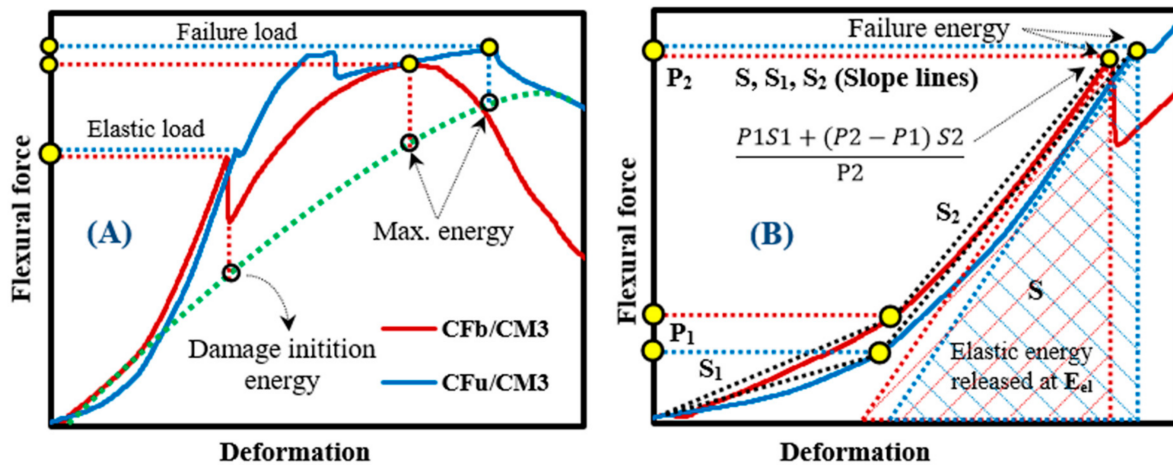 Failure load
Elastic load
Flexural force
(A)
Max. energy
Damage initition
energy
CFb/CM3
CFu/CM3
Deformation
Failure energy
P2
S, S1, S2 (Slope lines)
P1S1 + (P2 − P1) S2
P2
Flexural force
S2
(B)
S
P1
S1
Elastic energy
released at Eel
Deformation